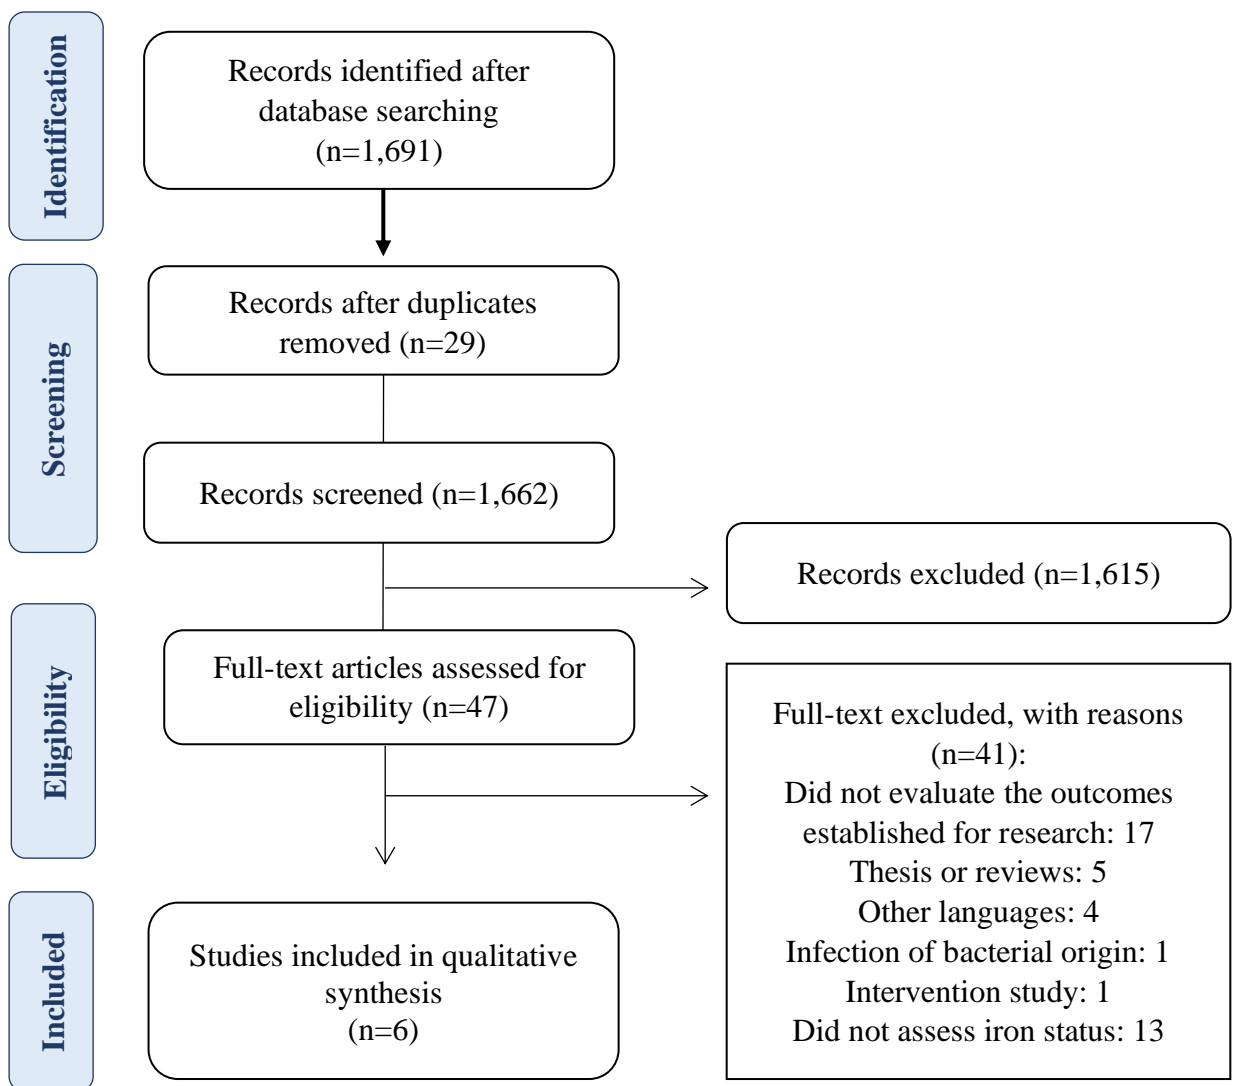 Identification
Records identified after
database searching
(n=1,691)
Screening
Records after duplicates
removed (n=29)
Records screened (n=1,662)
Records excluded (n=1,615)
Eligibility
Full-text articles assessed for
eligibility (n=47)
Full-text excluded, with reasons
(n=41):
Did not evaluate the outcomes
established for research: 17
Thesis or reviews: 5
Other languages: 4
Infection of bacterial origin: 1
Intervention study: 1
Did not assess iron status: 13
Included
Studies included in qualitative
synthesis
(n=6)